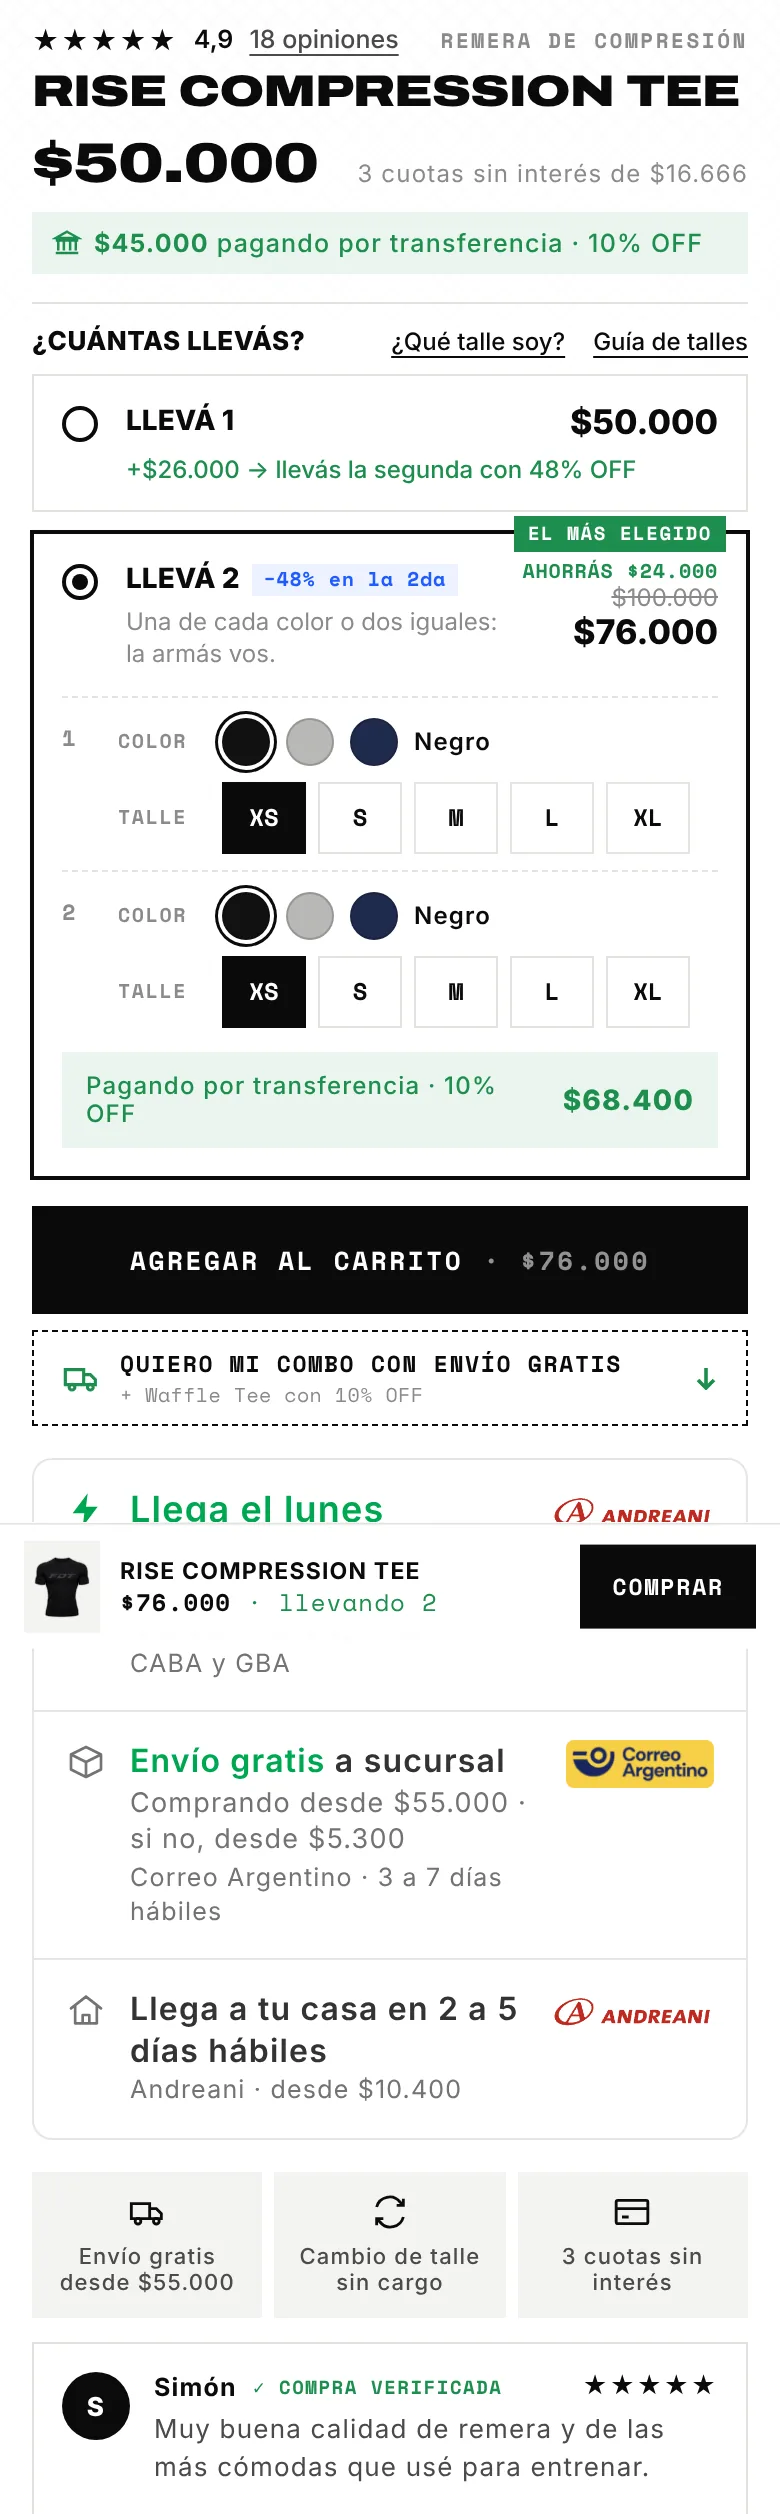 ★★★★★ 4,9 18 opiniones REMERA DE COMPRESIÓN
RISE COMPRESSION TEE
$50.000 3 cuotas sin interés de $16.666
$45.000 pagando por transferencia · 10% OFF
¿CUÁNTAS LLEVÁS? ¿Qué talle soy? Guía de talles
LLEVÁ 1 $50.000
+$26.000 → llevás la segunda con 48% OFF
EL MÁS ELEGIDO
LLEVÁ 2 -48% en la 2da AHORRÁS $24.000
$100.000
Una de cada color o dos iguales: $76.000
la armás vos.
1 COLOR Negro
TALLE XS S M L XL
2 COLOR Negro
TALLE XS S M L XL
Pagando por transferencia · 10%
OFF $68.400
AGREGAR AL CARRITO · $76.000
QUIERO MI COMBO CON ENVÍO GRATIS ↓
+ Waffle Tee con 10% OFF
Llega el lunes ANDREANI
RISE COMPRESSION TEE
$76.000 · llevando 2 COMPRAR
CABA y GBA
Envío gratis a sucursal Correo
Argentino
Comprando desde $55.000 ·
si no, desde $5.300
Correo Argentino · 3 a 7 días
hábiles
Llega a tu casa en 2 a 5 ANDREANI
días hábiles
Andreani · desde $10.400
Envío gratis
desde $55.000
Cambio de talle
sin cargo
3 cuotas sin
interés
S Simón ✓ COMPRA VERIFICADA ★★★★★
Muy buena calidad de remera y de las
más cómodas que usé para entrenar.